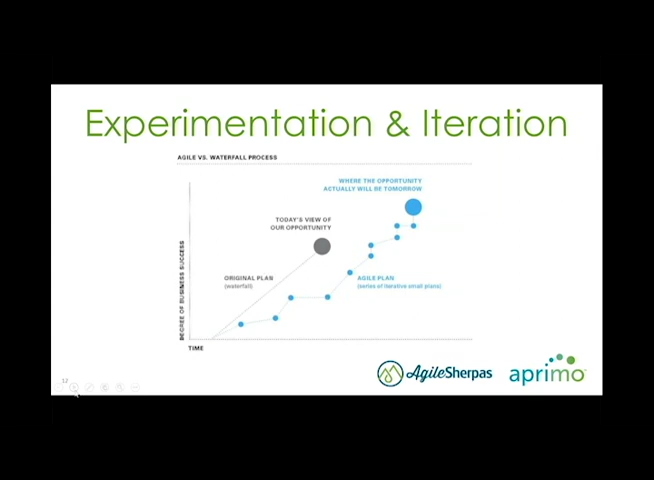 Experimentation & Iteration
AGILE VS. WATERFALL PROCESS
WHERE THE OPPORTUNITY
ACTUALLY WILL BE TOMORROW
TODAY'S VIEW OF
OUR OPPORTUNITY
ORIGINAL PLAN
(waterfall)
AGILE PLAN
(series of iterative small plans)
DEGREE OF BUSINESS SUCCESS
TIME
12
AgileSherpas
aprimo